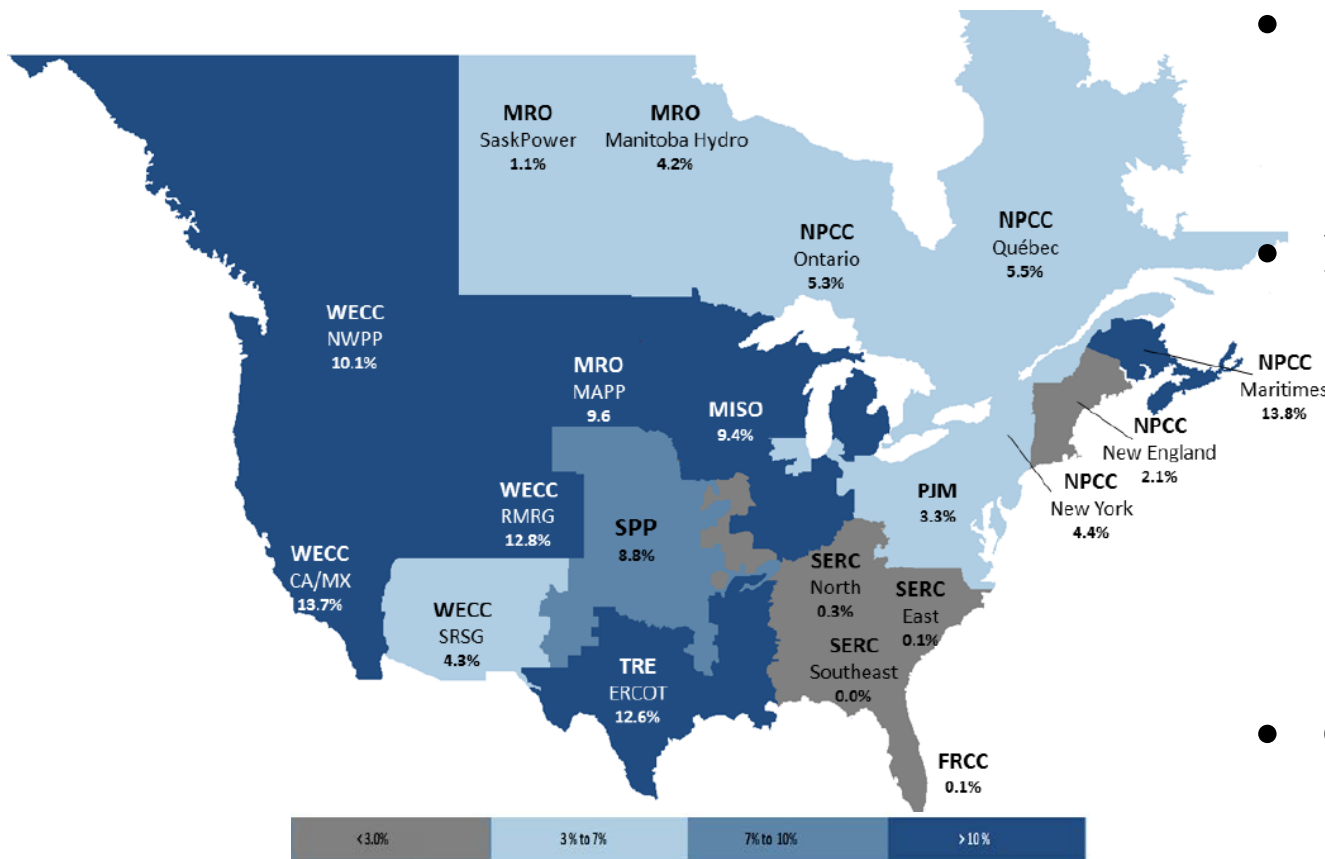 MRO
SaskPower
1.1%
MRO
Manitoba Hydro
4.2%
NPCC
Ontario
5.3%
NPCC
Québec
5.5%
WECC
NWPP
10.1%
MRO
MAPP
9.6
MISO
9.4%
NPCC
Maritimes
13.8%
NPCC
New England
2.1%
NPCC
New York
4.4%
WECC
RMRG
12.8%
SPP
8.8%
PJM
3.3%
WECC
CA/MX
13.7%
WECC
SRSG
4.3%
SERC
North
0.3%
SERC
East
0.1%
SERC
Southeast
0.0%
TRE
ERCOT
12.6%
FRCC
0.1%
<3.0%
3% to 7%
7% to 10%
>10%